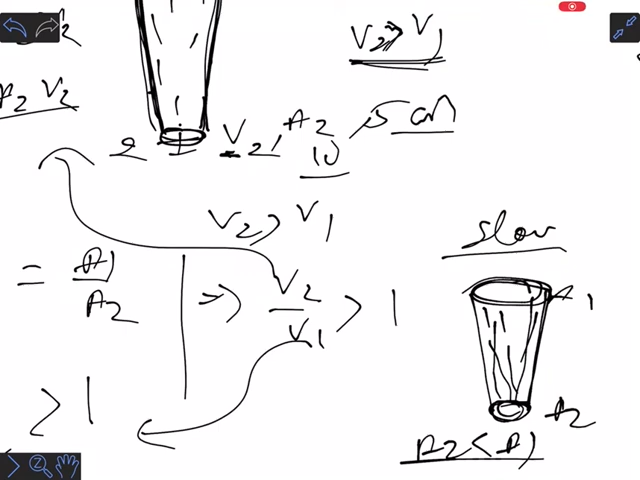 V2 >> V1
A2 V2
V2, A2
2
10
5 cm
V2 > V1
slow
= A1
A2
=> V2
V1
> 1
A1
> 1
A2
A2 < A1